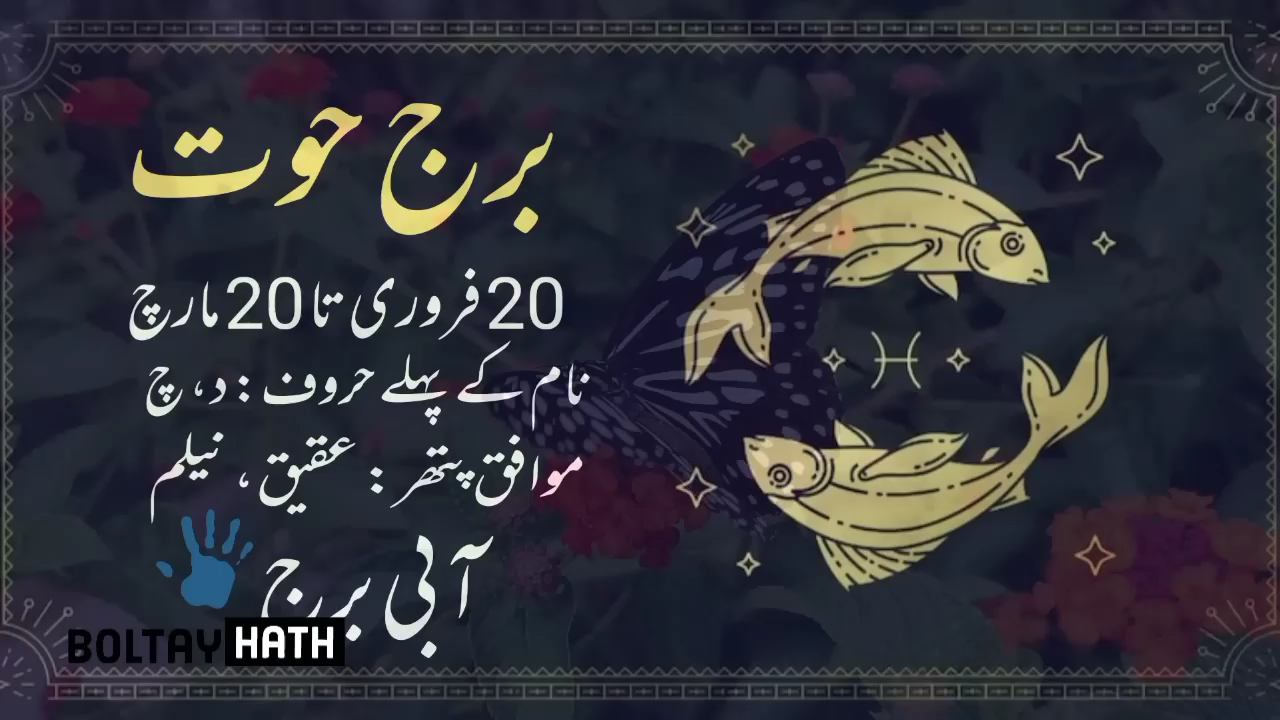 برج حوت
20 فروری تا 20 مارچ
نام کے پہلے حروف : د، چ
موافق پتھر : عقیق، نیلم
آبی برج
BOLTAY HATH